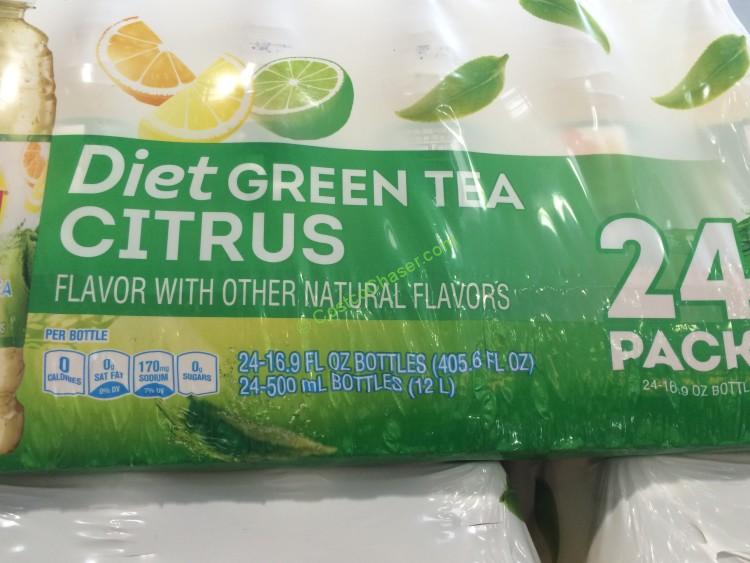 Diet GREEN TEA
CITRUS
FLAVOR WITH OTHER NATURAL FLAVORS
24
PACK
24-16.9 OZ BOTTL
PER BOTTLE
0 CALORIES
0g SAT FAT 0% DV
170mg SODIUM 7% DV
0g SUGARS
24-16.9 FL OZ BOTTLES (405.6 FL OZ)
24-500 mL BOTTLES (12 L)
© CostcoChaser.com